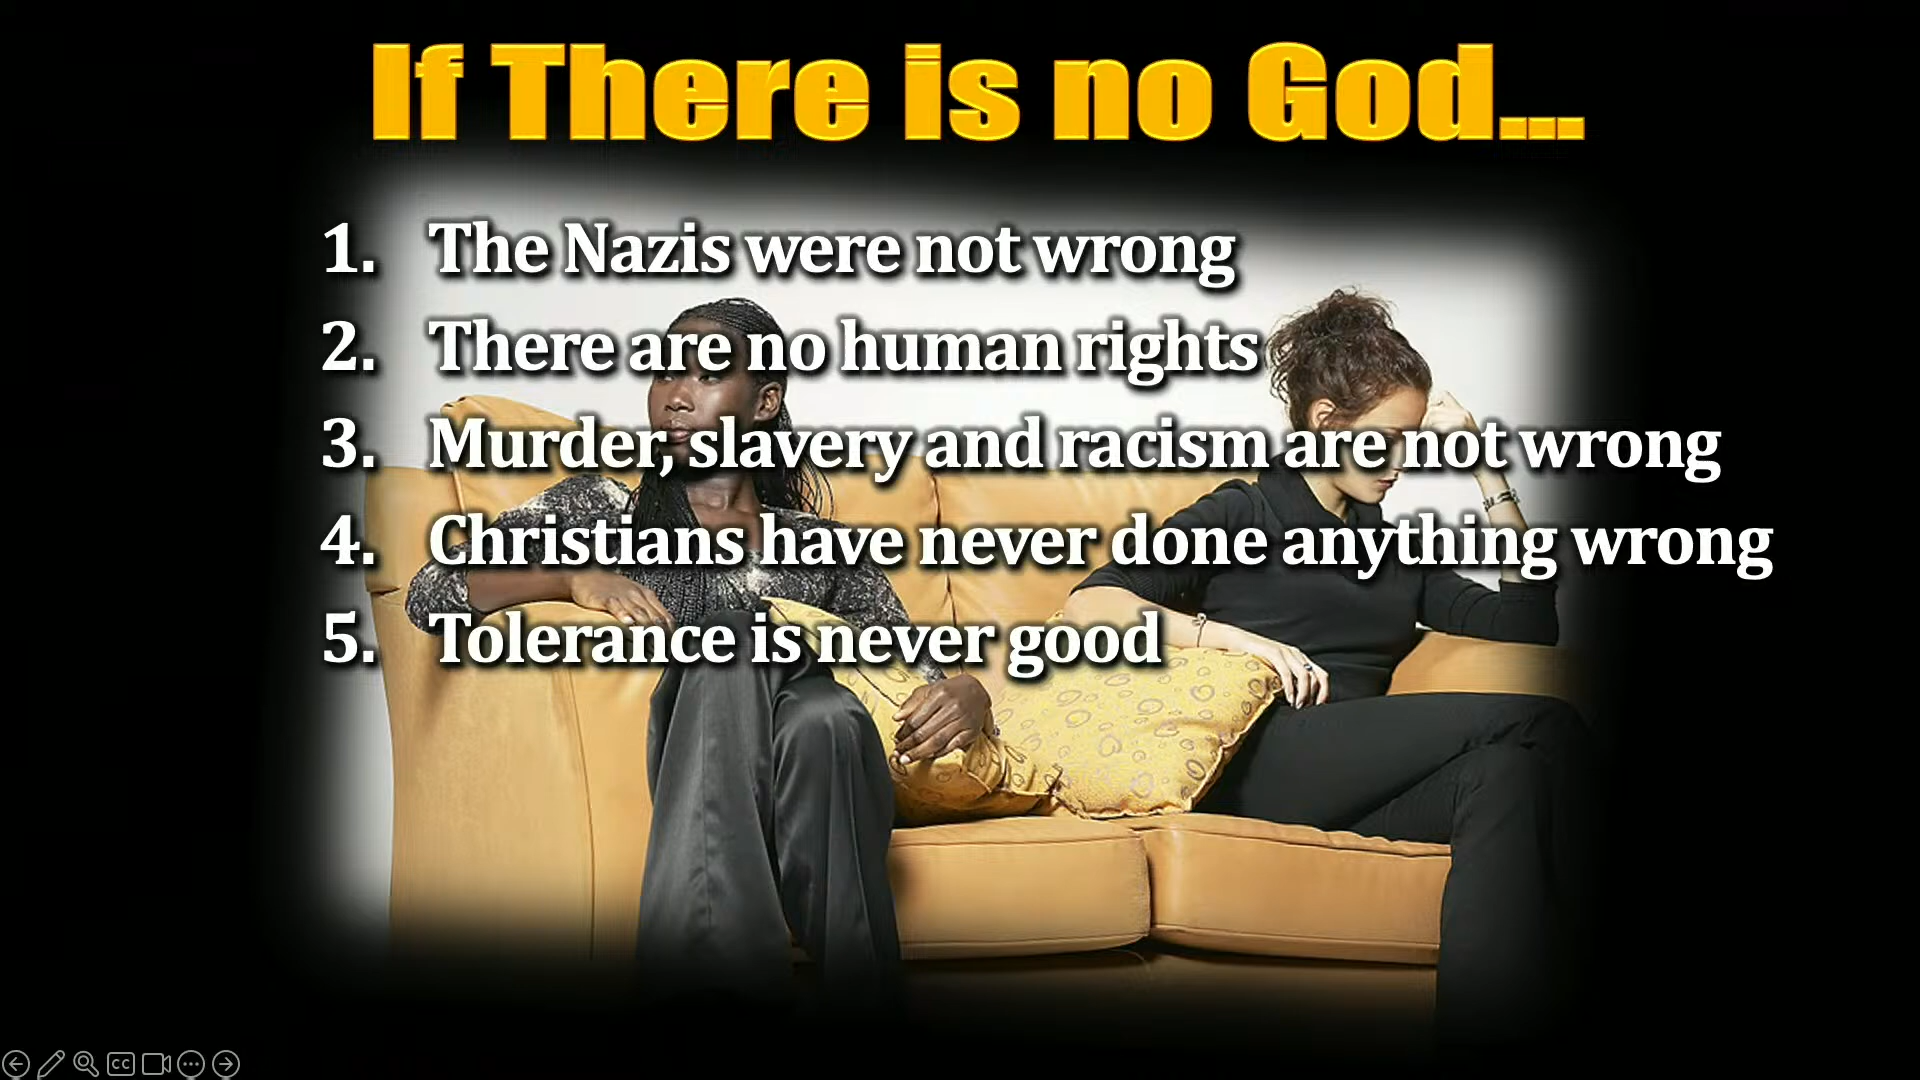 If There is no God...
1. The Nazis were not wrong
2. There are no human rights
3. Murder, slavery and racism are not wrong
4. Christians have never done anything wrong
5. Tolerance is never good
CC